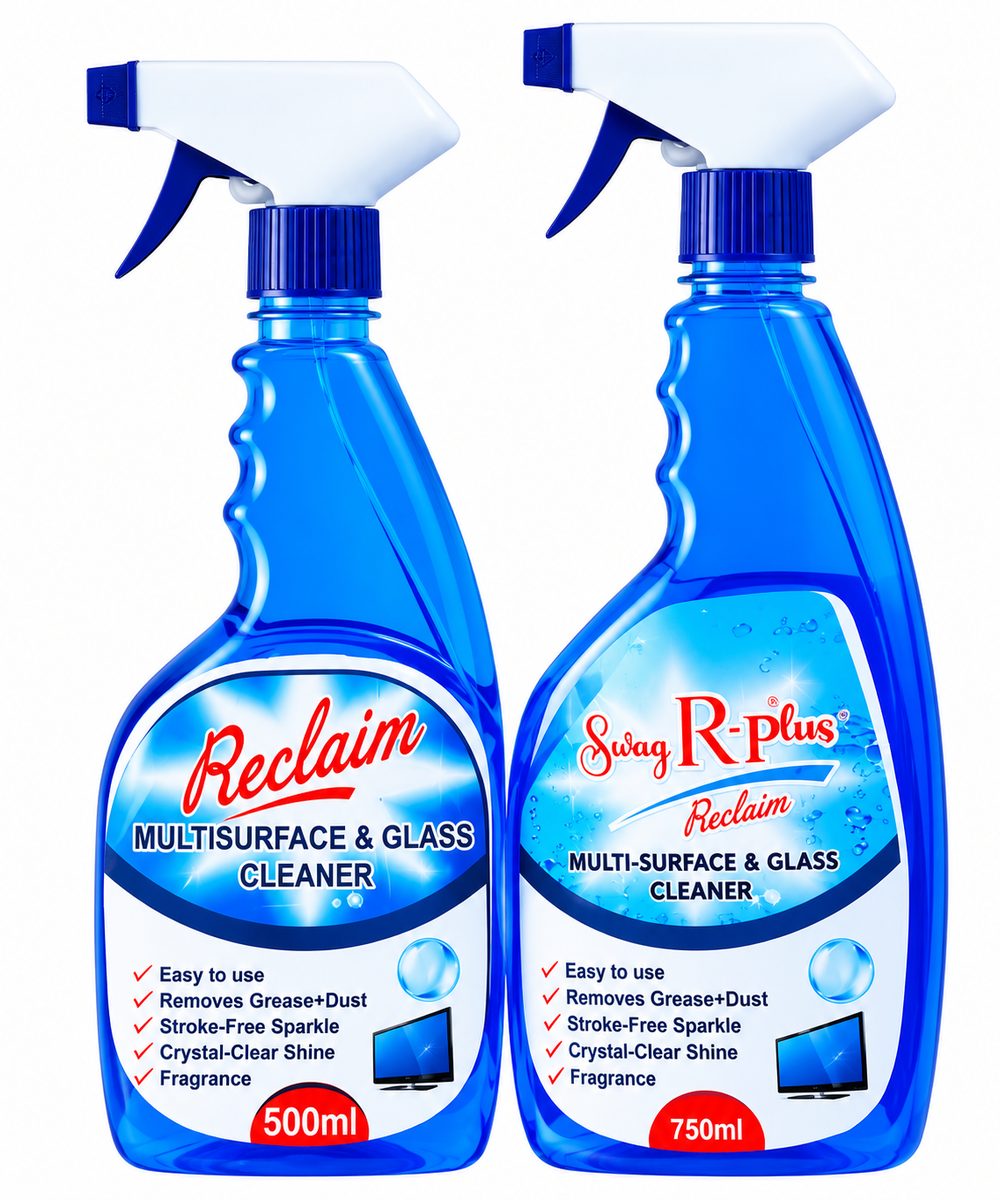 Reclaim
MULTISURFACE & GLASS
CLEANER
✓ Easy to use
✓ Removes Grease+Dust
✓ Stroke-Free Sparkle
✓ Crystal-Clear Shine
✓ Fragrance
500ml
Swag R-Plus
Reclaim
MULTI-SURFACE & GLASS
CLEANER
✓ Easy to use
✓ Removes Grease+Dust
✓ Stroke-Free Sparkle
✓ Crystal-Clear Shine
✓ Fragrance
750ml